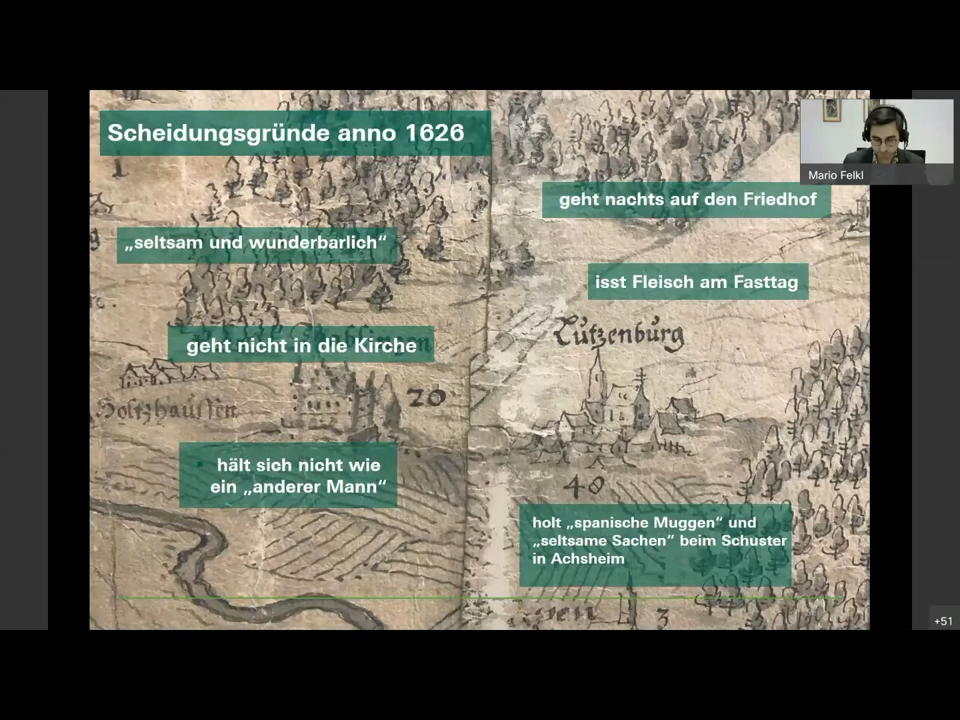 Scheidungsgründe anno 1626
Mario Felkl
geht nachts auf den Friedhof
„seltsam und wunderbarlich“
isst Fleisch am Fasttag
Lützenburg
geht nicht in die Kirche
20
Holtzhaussen
hält sich nicht wie
ein „anderer Mann“
40
holt „spanische Muggen“ und
„seltsame Sachen“ beim Schuster
in Achsheim
3
+51